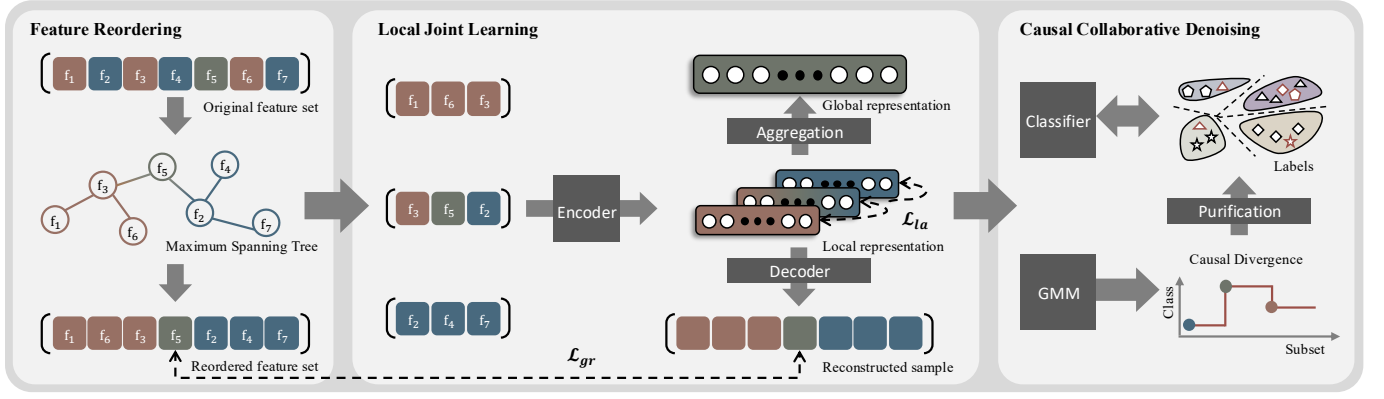 Feature Reordering
f1 f2 f3 f4 f5 f6 f7
Original feature set
f5
f4
f3
f2
f1
f6
f7
Maximum Spanning Tree
f1 f6 f3 f5 f2 f4 f7
Reordered feature set
Local Joint Learning
f1 f6 f3
f3 f5 f2
f2 f4 f7
Encoder
Global representation
Aggregation
ℒla
Local representation
Decoder
ℒgr
Reconstructed sample
Causal Collaborative Denoising
Classifier
Labels
Purification
GMM
Causal Divergence
Class
Subset